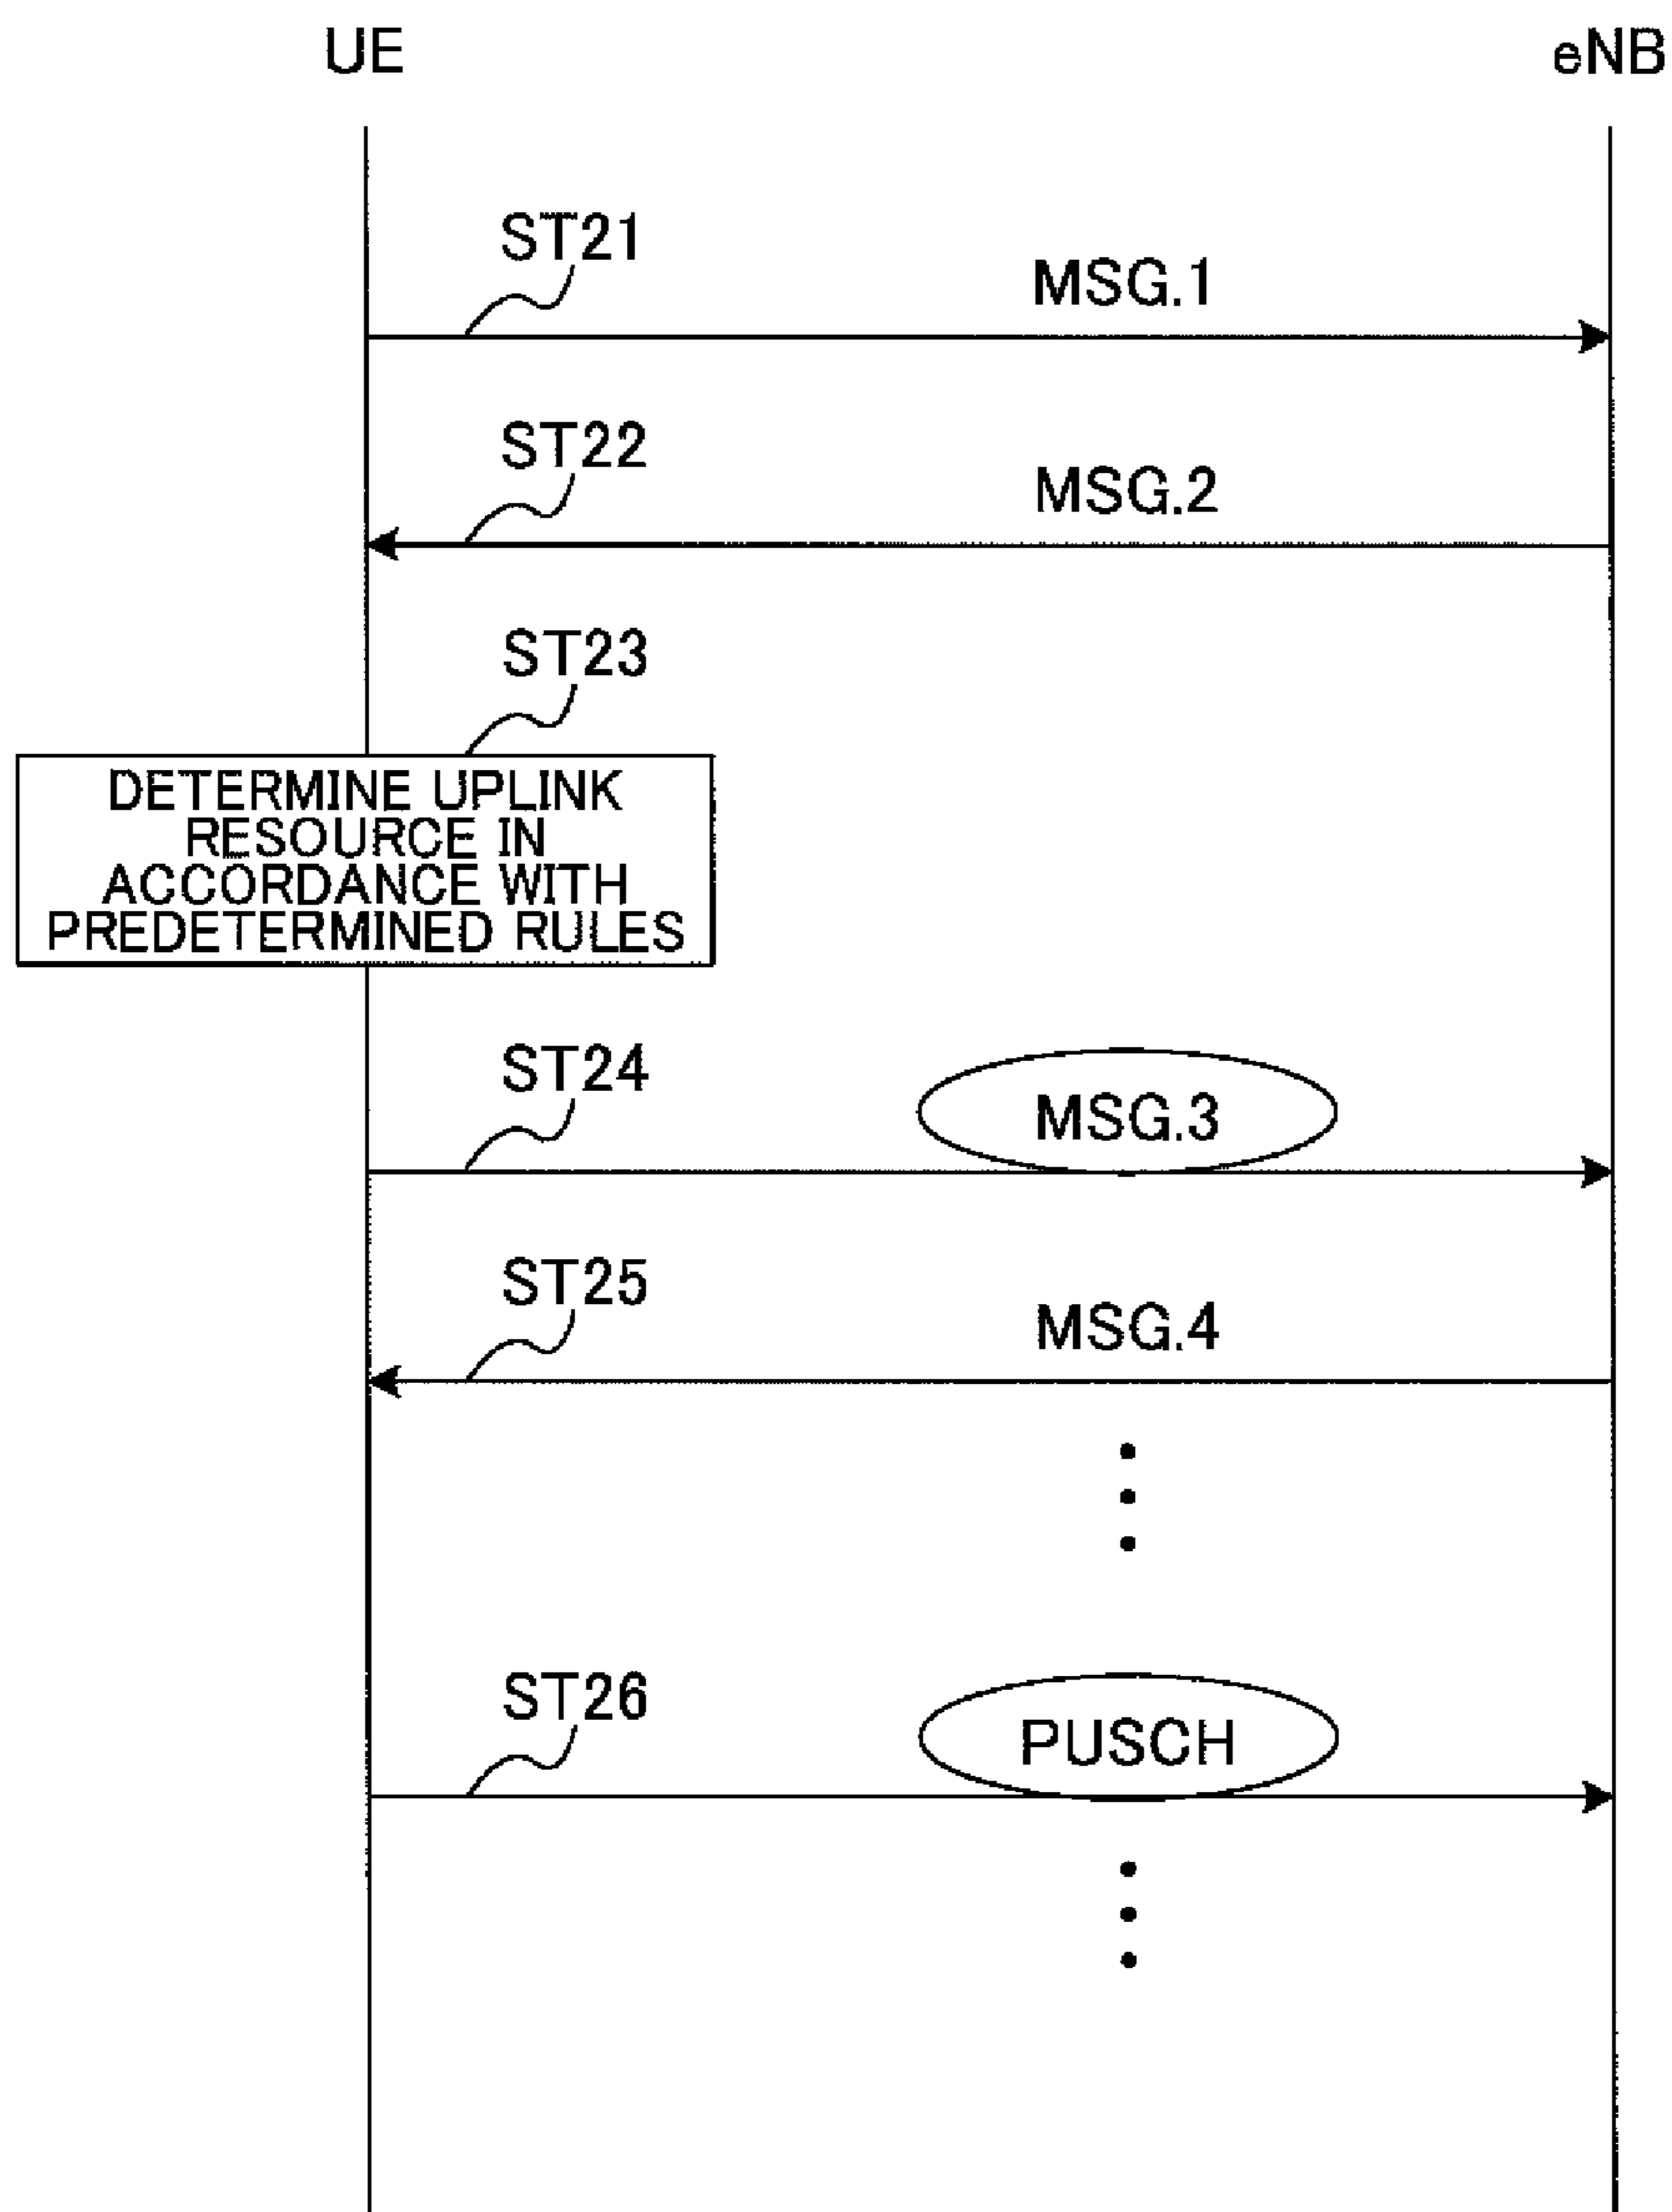 UE
eNB
ST21
MSG.1
ST22
MSG.2
ST23
DETERMINE UPLINK
RESOURCE IN
ACCORDANCE WITH
PREDETERMINED RULES
ST24
MSG.3
ST25
MSG.4
ST26
PUSCH